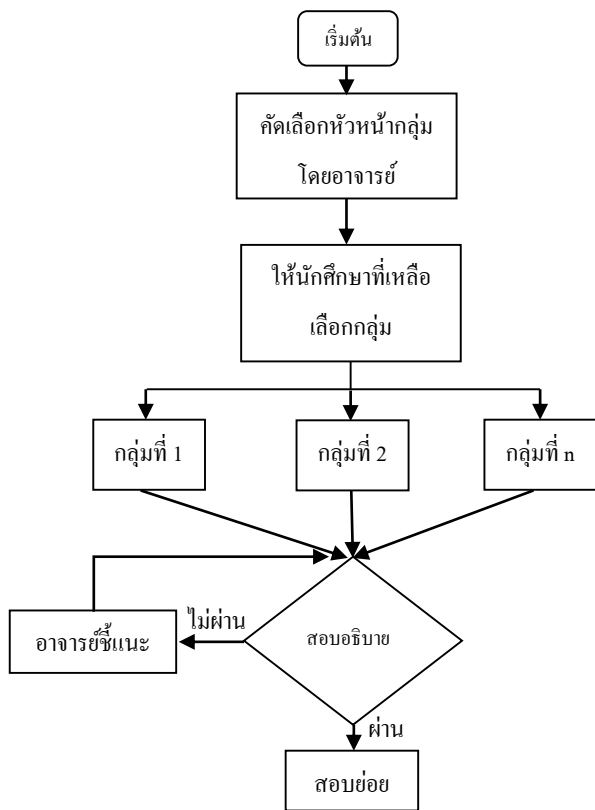 เริ่มต้น
คัดเลือกหัวหน้ากลุ่ม
โดยอาจารย์
ให้นักศึกษาที่เหลือ
เลือกกลุ่ม
กลุ่มที่ 1
กลุ่มที่ 2
กลุ่มที่ n
ไม่ผ่าน
อาจารย์ชี้แนะ
สอบอธิบาย
ผ่าน
สอบย่อย